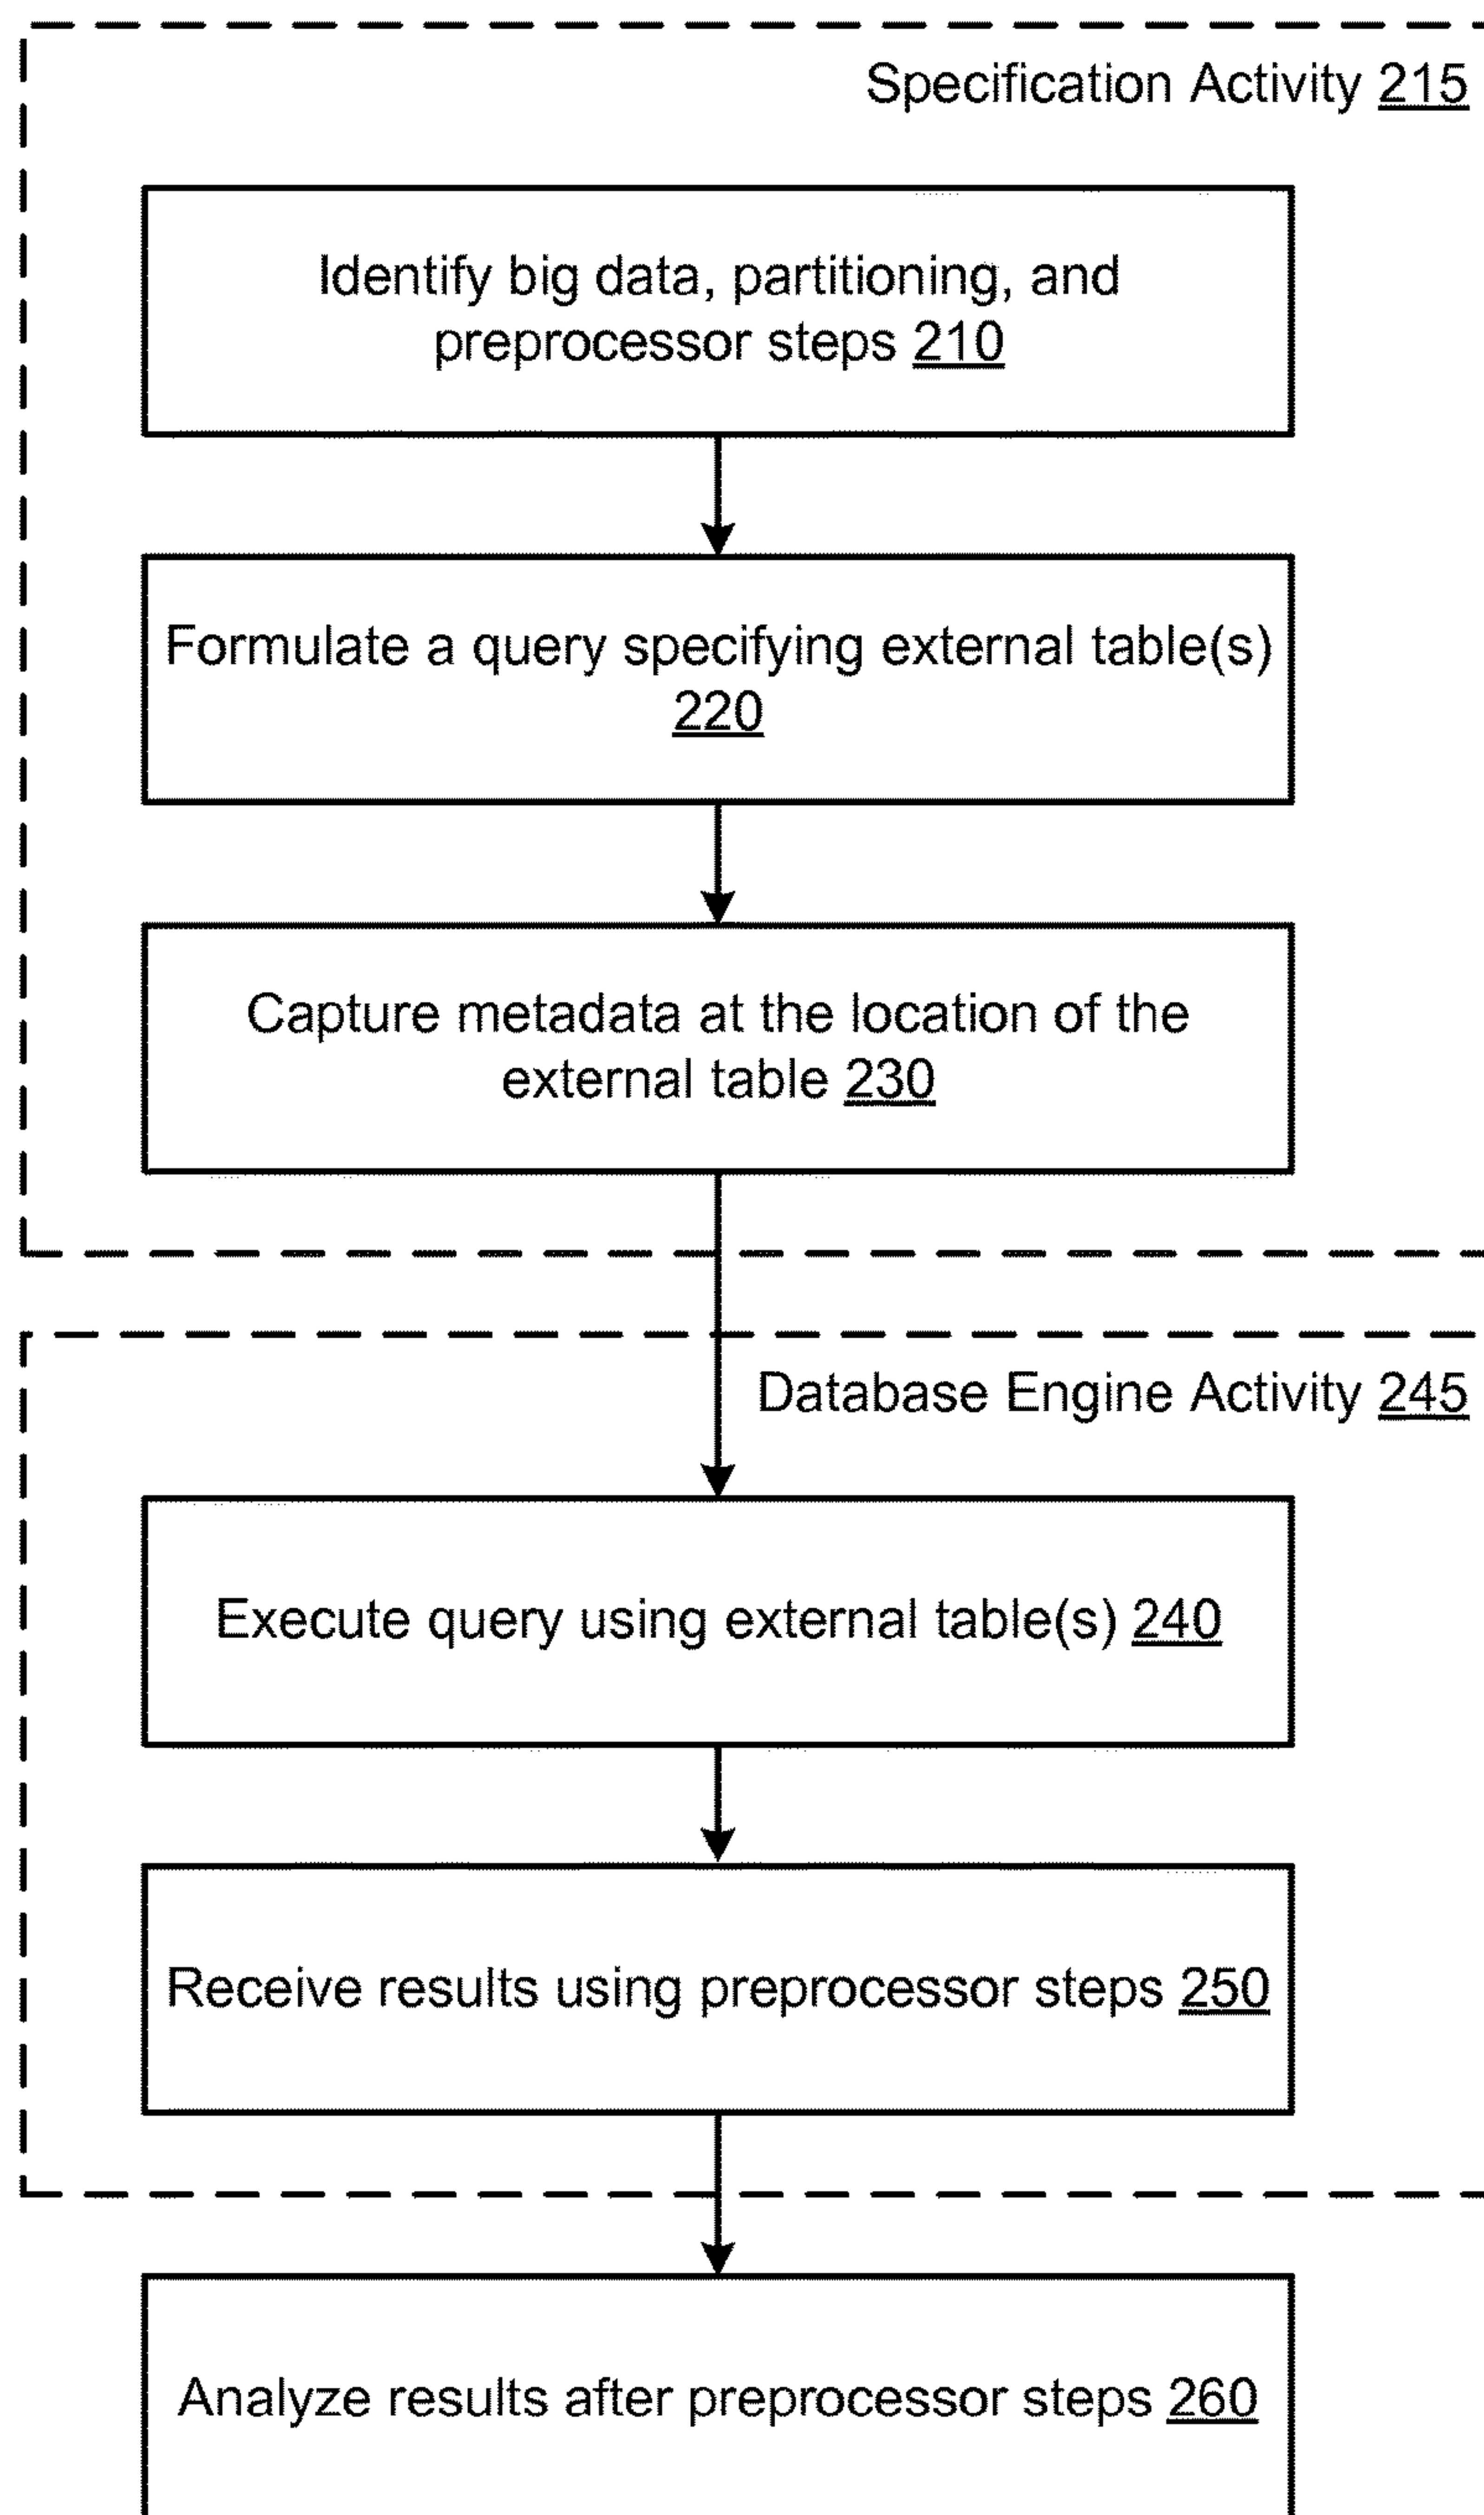 Specification Activity 215
Identify big data, partitioning, and
preprocessor steps 210
Formulate a query specifying external table(s)
220
Capture metadata at the location of the
external table 230
Database Engine Activity 245
Execute query using external table(s) 240
Receive results using preprocessor steps 250
Analyze results after preprocessor steps 260